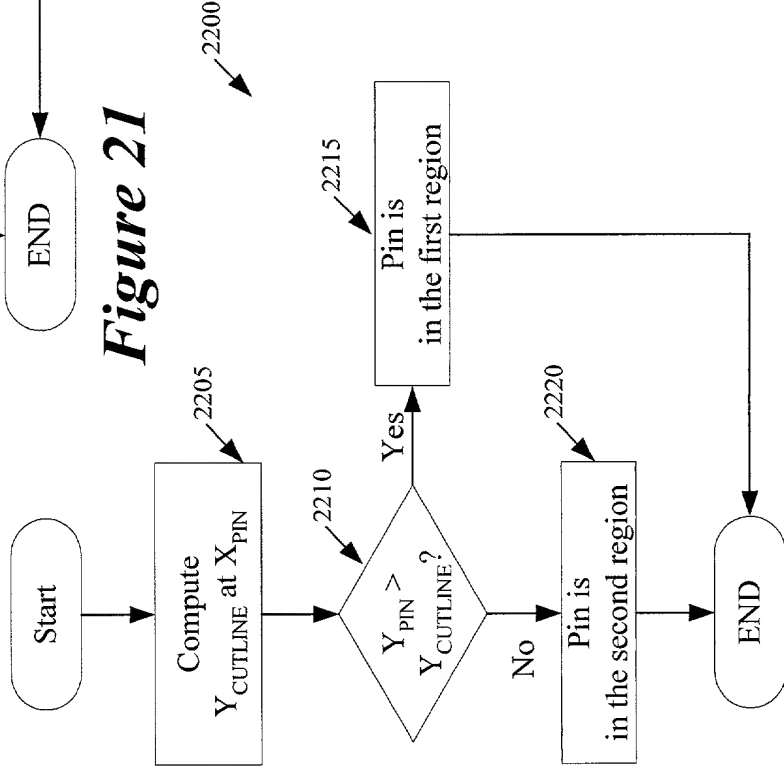 END
Figure 21
2200
Start
Compute
Y_CUTLINE at X_PIN
2205
Y_PIN >
Y_CUTLINE?
2210
Yes
Pin is
in the first region
2215
No
Pin is
in the second region
2220
END